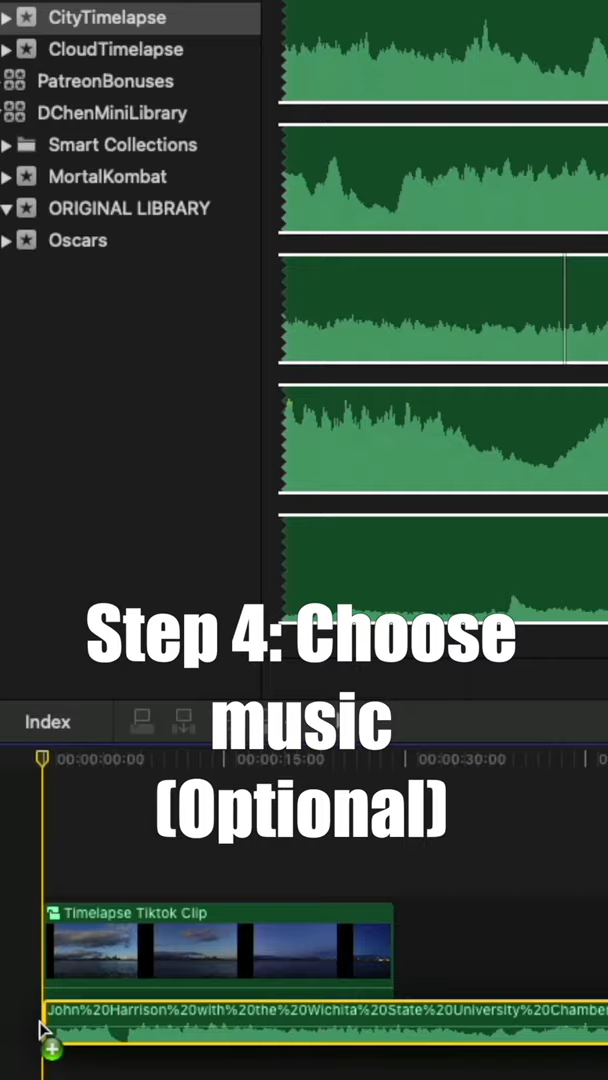 CityTimelapse
CloudTimelapse
PatreonBonuses
DChenMiniLibrary
Smart Collections
MortalKombat
ORIGINAL LIBRARY
Oscars
Step 4: Choose
music
(Optional)
Index
00:00:00:00
00:00:15:00
00:00:30:00
Timelapse Tiktok Clip
John%20Harrison%20with%20the%20Wichita%20State%20University%20Chamber